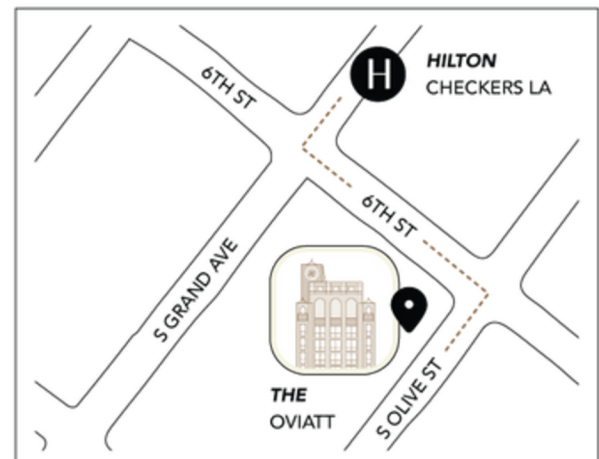 6TH ST
H
HILTON
CHECKERS LA
6TH ST
S GRAND AVE
THE
OVIATT
S OLIVE ST